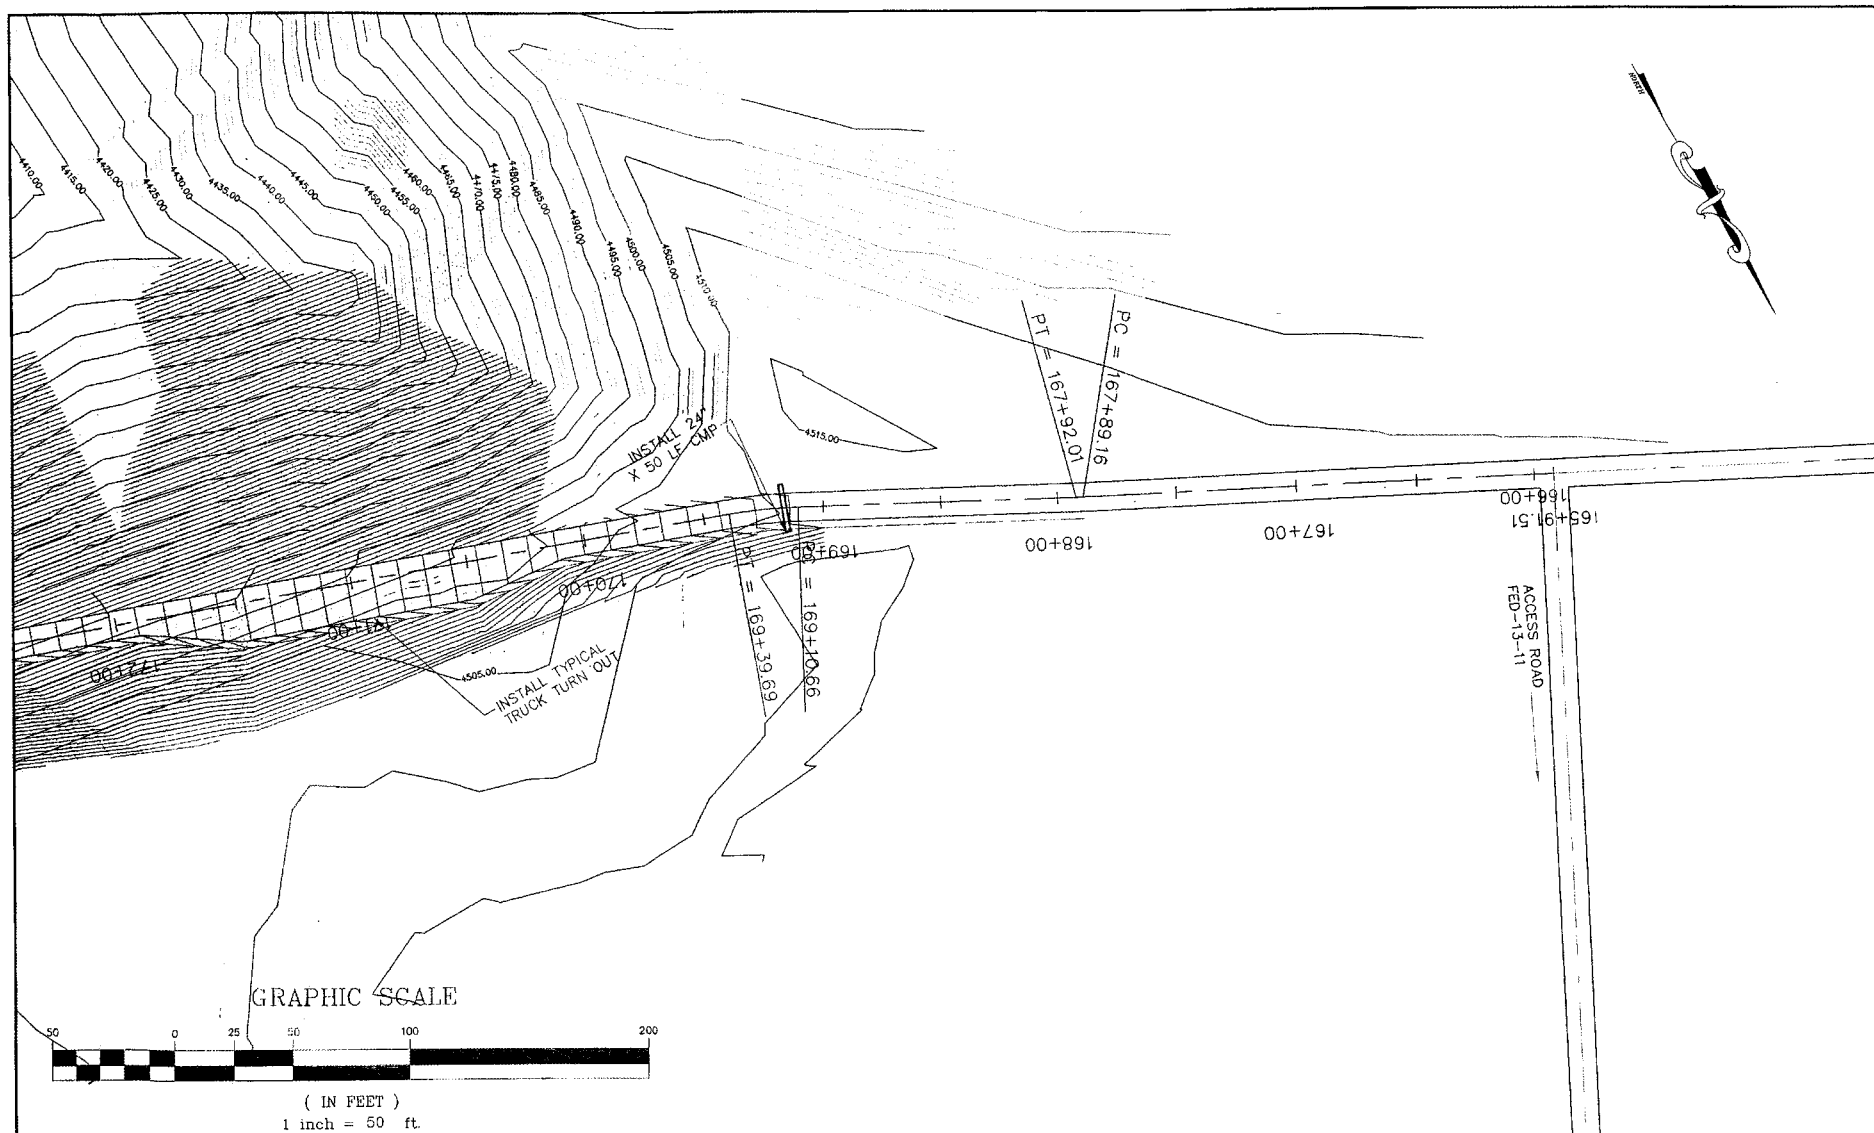 NORTH
4410.00
4415.00
4420.00
4425.00
4430.00
4435.00
4440.00
4445.00
4450.00
4455.00
4460.00
4465.00
4470.00
4475.00
4480.00
4485.00
4490.00
4495.00
4500.00
4505.00
4510.00
PT = 167+92.01
PC = 167+89.16
INSTALL 24"
X 50 LF CMP
4515.00
166+00
165+91.51
167+00
168+00
169+00
170+00
171+00
172+00
PT = 169+39.69
PC = 169+10.66
ACCESS ROAD
FED-13-11
4505.00
INSTALL TYPICAL
TRUCK TURN OUT
GRAPHIC SCALE
50 0 25 50 100 200
( IN FEET )
1 inch = 50 ft.